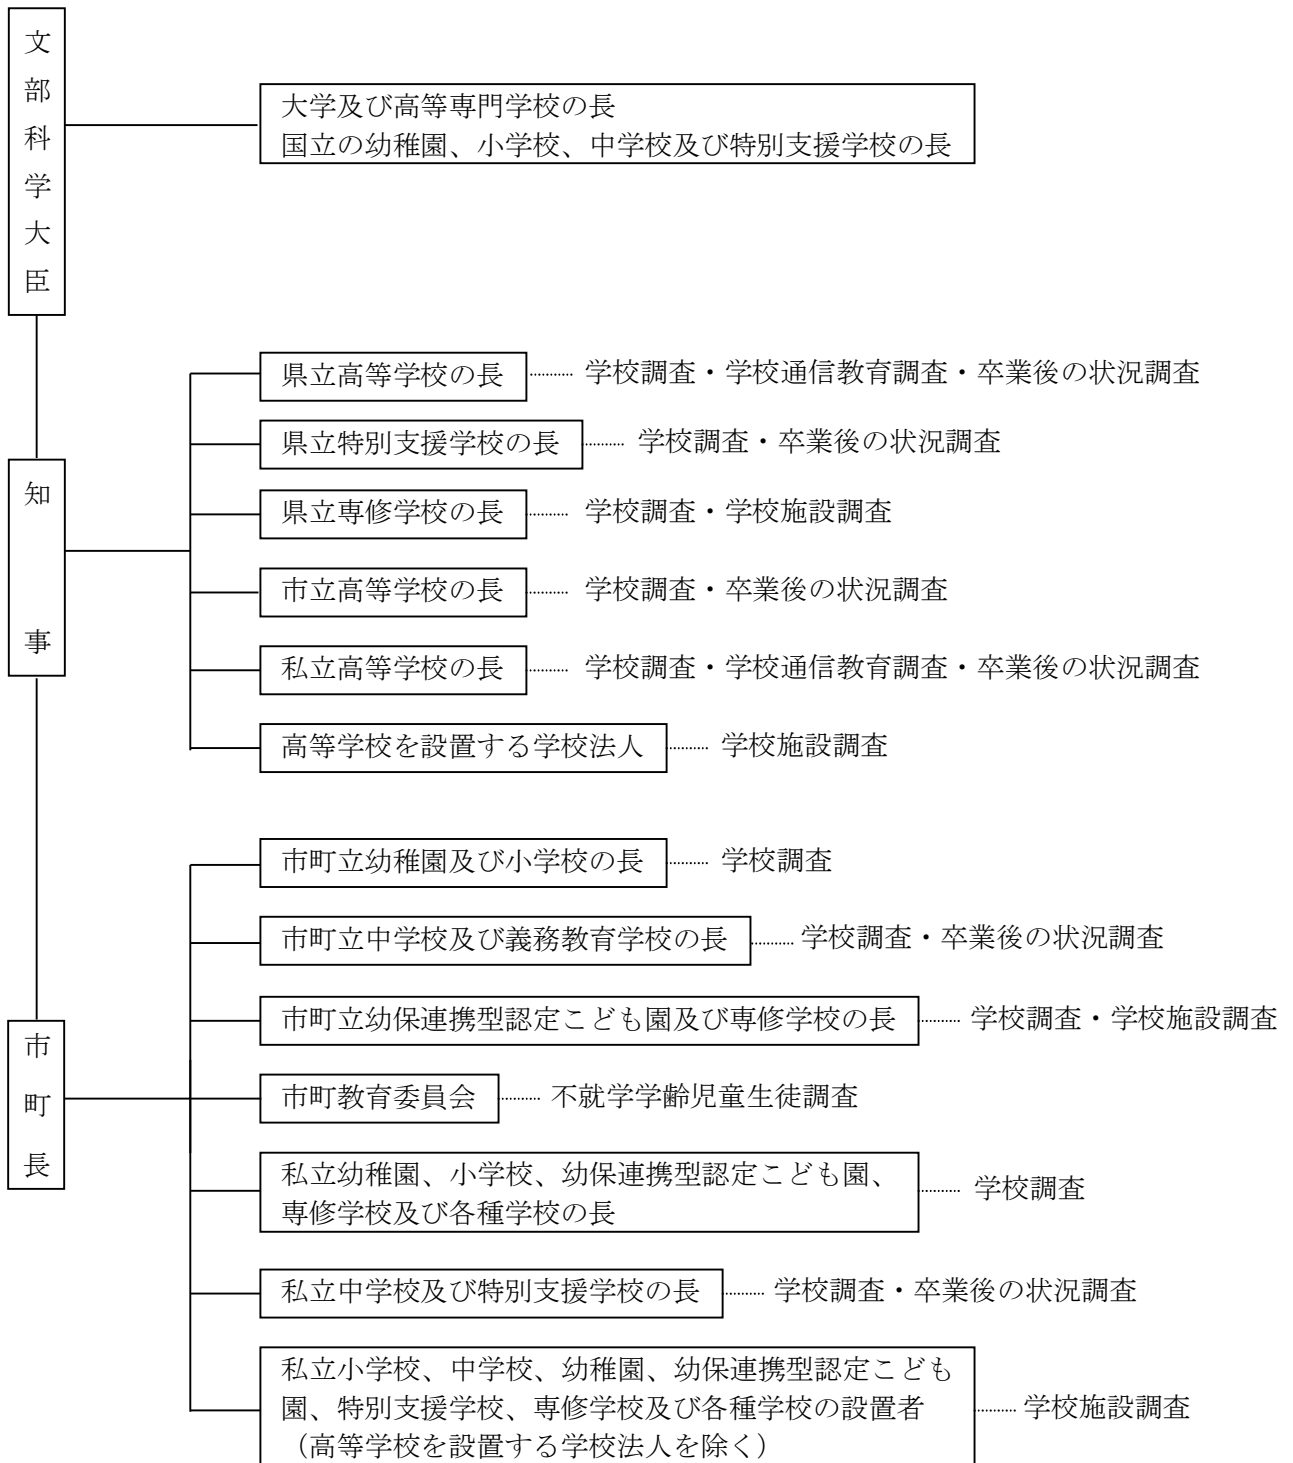 文部科学大臣
大学及び高等専門学校の長
国立の幼稚園、小学校、中学校及び特別支援学校の長
知事
県立高等学校の長 学校調査・学校通信教育調査・卒業後の状況調査
県立特別支援学校の長 学校調査・卒業後の状況調査
県立専修学校の長 学校調査・学校施設調査
市立高等学校の長 学校調査・卒業後の状況調査
私立高等学校の長 学校調査・学校通信教育調査・卒業後の状況調査
高等学校を設置する学校法人 学校施設調査
市町長
市町立幼稚園及び小学校の長 学校調査
市町立中学校及び義務教育学校の長 学校調査・卒業後の状況調査
市町立幼保連携型認定こども園及び専修学校の長 学校調査・学校施設調査
市町教育委員会 不就学学齢児童生徒調査
私立幼稚園、小学校、幼保連携型認定こども園、
専修学校及び各種学校の長 学校調査
私立中学校及び特別支援学校の長 学校調査・卒業後の状況調査
私立小学校、中学校、幼稚園、幼保連携型認定こども
園、特別支援学校、専修学校及び各種学校の設置者 学校施設調査
（高等学校を設置する学校法人を除く）